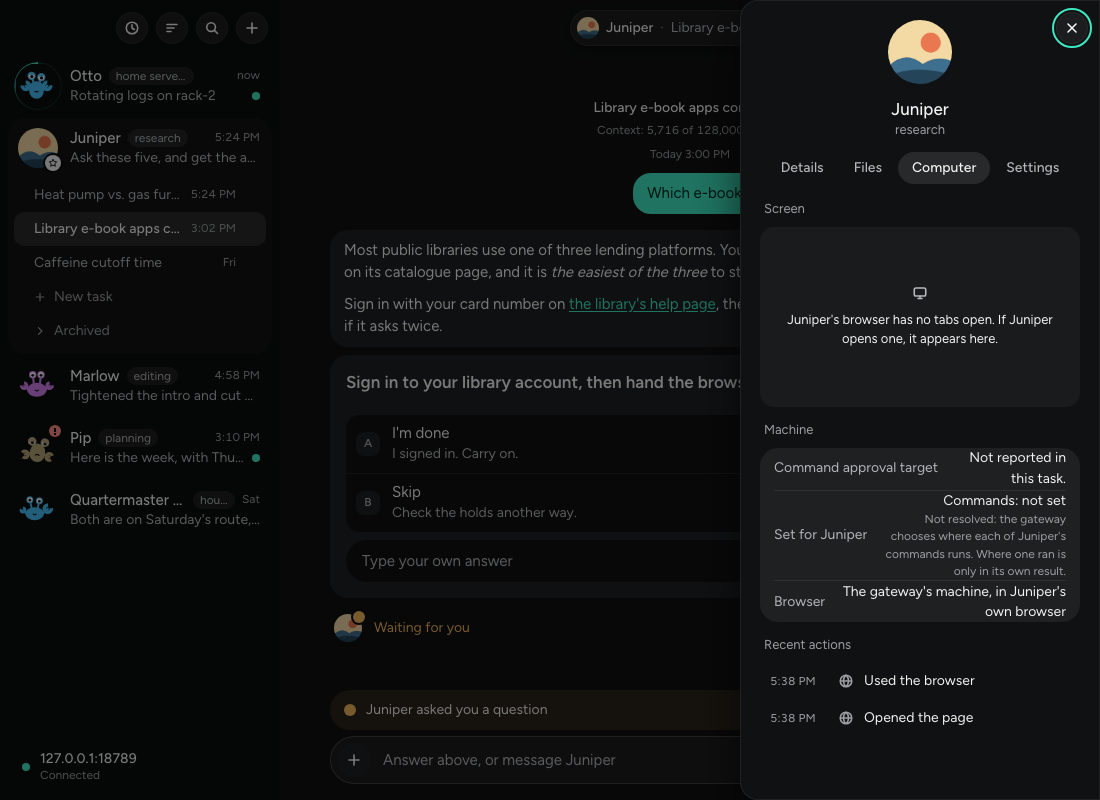 Otto home serve... now
Rotating logs on rack-2
Juniper research 5:24 PM
Ask these five, and get the a...
Heat pump vs. gas fur... 5:24 PM
Library e-book apps c... 3:02 PM
Caffeine cutoff time Fri
New task
Archived
Marlow editing 4:58 PM
Tightened the intro and cut ...
Pip planning 3:10 PM
Here is the week, with Thu...
Quartermaster ... hou... Sat
Both are on Saturday's route,...
127.0.0.1:18789
Connected
Juniper · Library e-b
Library e-book apps co
Context: 5,716 of 128,000
Today 3:00 PM
Which e-book
Most public libraries use one of three lending platforms. You
on its catalogue page, and it is the easiest of the three to st
Sign in with your card number on the library's help page, the
if it asks twice.
Sign in to your library account, then hand the brows
A I'm done
I signed in. Carry on.
B Skip
Check the holds another way.
Type your own answer
Waiting for you
Juniper asked you a question
Answer above, or message Juniper
Juniper
research
Details Files Computer Settings
Screen
Juniper's browser has no tabs open. If Juniper
opens one, it appears here.
Machine
Command approval target Not reported in
this task.
Set for Juniper Commands: not set
Not resolved: the gateway
chooses where each of Juniper's
commands runs. Where one ran is
only in its own result.
Browser The gateway's machine, in Juniper's
own browser
Recent actions
5:38 PM Used the browser
5:38 PM Opened the page